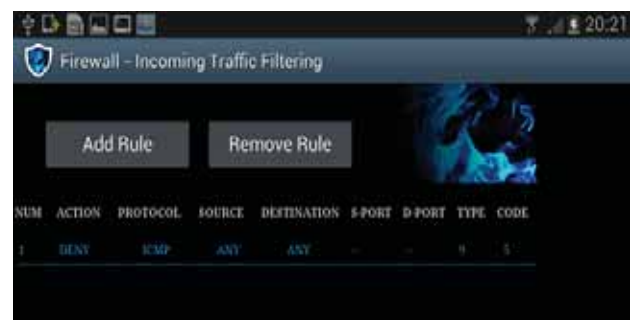 20:21
Firewall - Incoming Traffic Filtering
Add Rule Remove Rule
NUM ACTION PROTOCOL SOURCE DESTINATION S-PORT D-PORT TYPE CODE
1 DENY ICMP ANY ANY - - 9